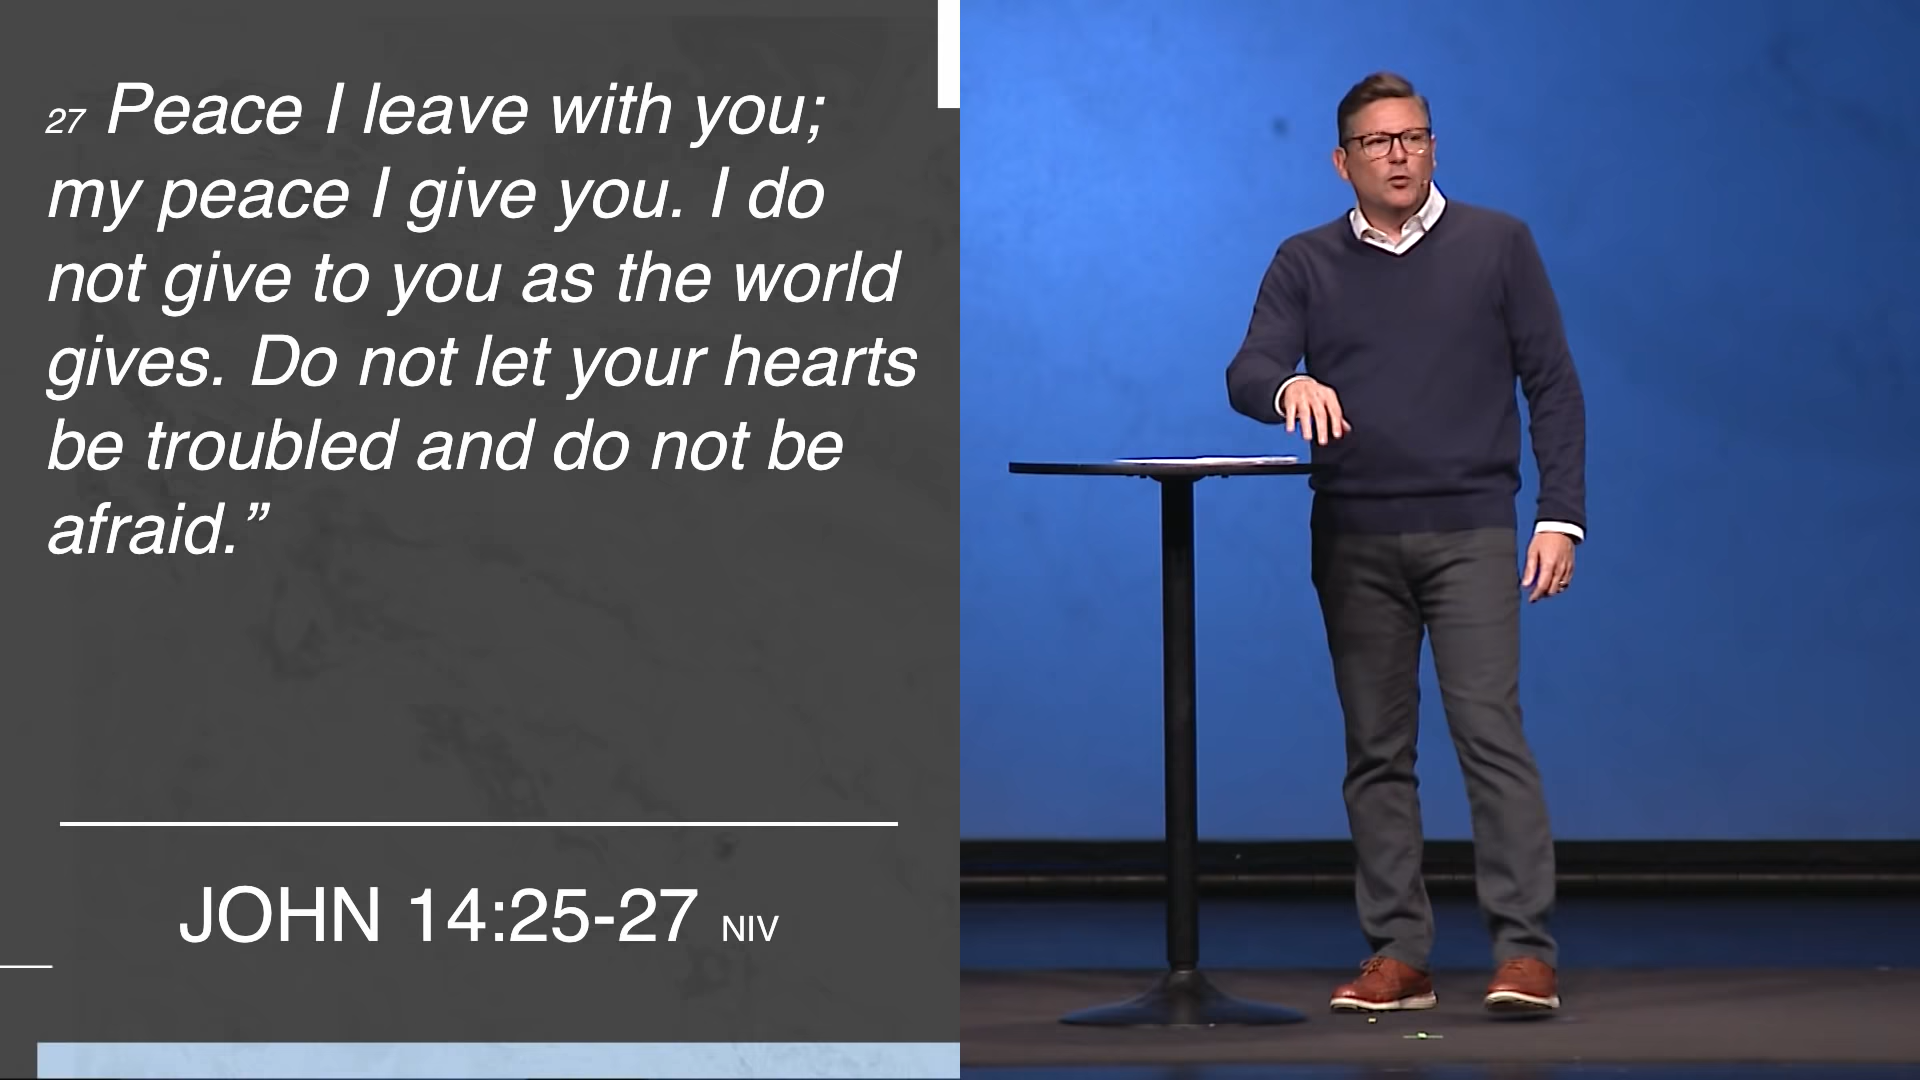 27 Peace I leave with you;
my peace I give you. I do
not give to you as the world
gives. Do not let your hearts
be troubled and do not be
afraid.”
JOHN 14:25-27 NIV